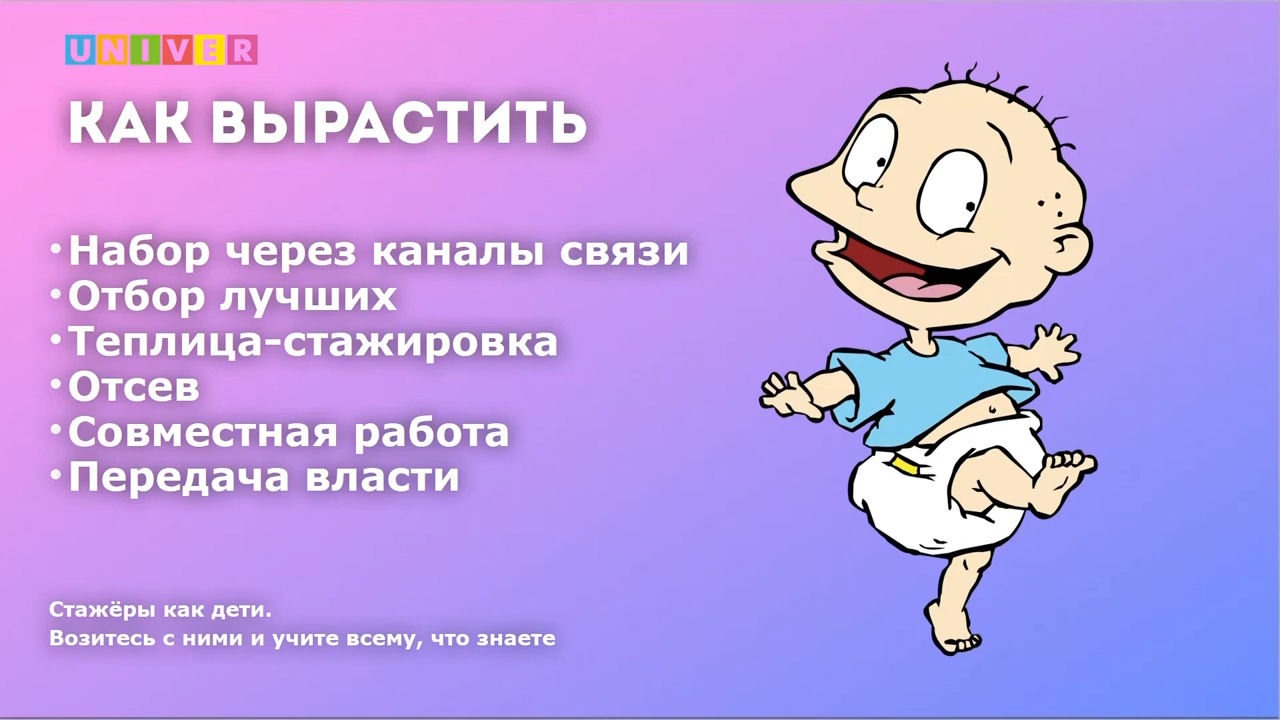 UNIVER
КАК ВЫРАСТИТЬ
• Набор через каналы связи
• Отбор лучших
• Теплица-стажировка
• Отсев
• Совместная работа
• Передача власти
Стажёры как дети.
Возитесь с ними и учите всему, что знаете